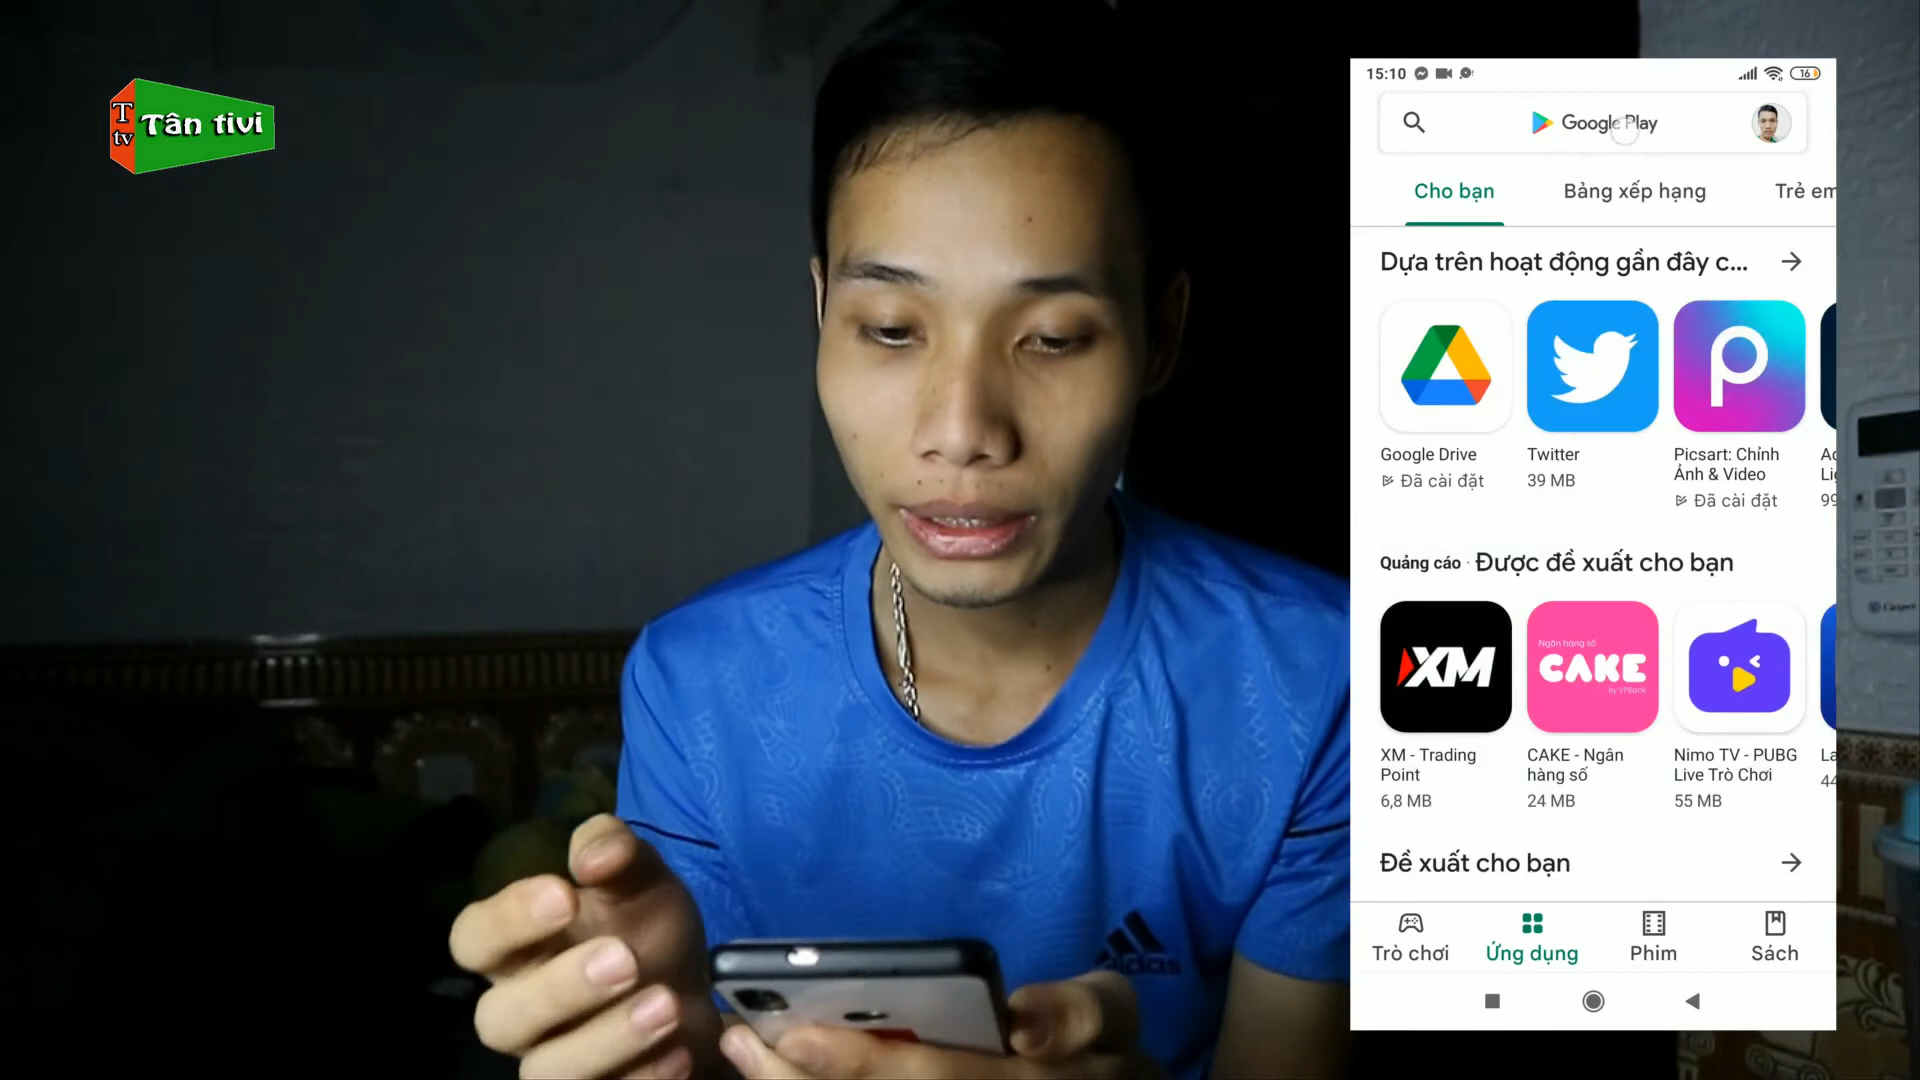 T
tv
Tân tivi
15:10
16
Google Play
Cho bạn
Bảng xếp hạng
Trẻ em
Dựa trên hoạt động gần đây c...
Google Drive
Đã cài đặt
Twitter
39 MB
Picsart: Chỉnh
Ảnh & Video
Đã cài đặt
Quảng cáo · Được đề xuất cho bạn
XM
Ngân hàng số
CAKE
by VPBank
XM - Trading
Point
6,8 MB
CAKE - Ngân
hàng số
24 MB
Nimo TV - PUBG
Live Trò Chơi
55 MB
Đề xuất cho bạn
Trò chơi
Ứng dụng
Phim
Sách
adidas
Casper